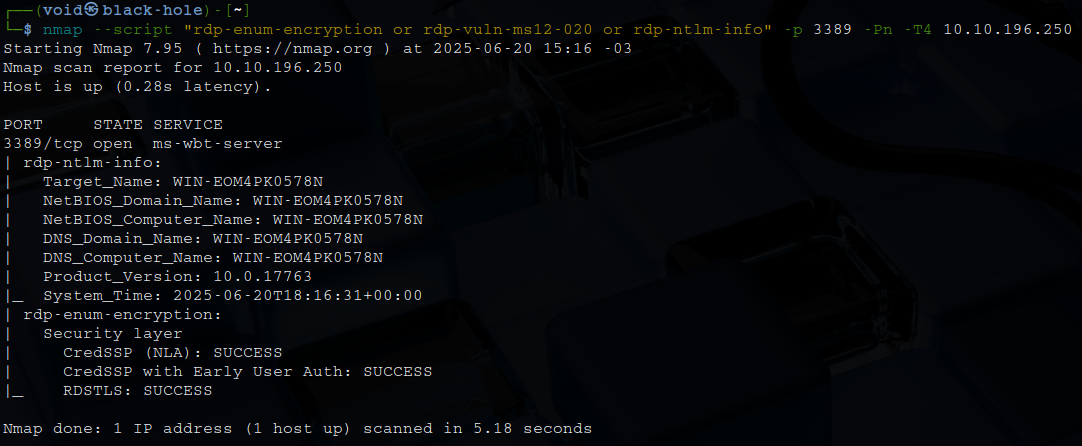 ┌──(void㉿black-hole)-[~]
└─$ nmap --script "rdp-enum-encryption or rdp-vuln-ms12-020 or rdp-ntlm-info" -p 3389 -Pn -T4 10.10.196.250
Starting Nmap 7.95 ( https://nmap.org ) at 2025-06-20 15:16 -03
Nmap scan report for 10.10.196.250
Host is up (0.28s latency).

PORT     STATE SERVICE
3389/tcp open  ms-wbt-server
| rdp-ntlm-info:
|   Target_Name: WIN-EOM4PK0578N
|   NetBIOS_Domain_Name: WIN-EOM4PK0578N
|   NetBIOS_Computer_Name: WIN-EOM4PK0578N
|   DNS_Domain_Name: WIN-EOM4PK0578N
|   DNS_Computer_Name: WIN-EOM4PK0578N
|   Product_Version: 10.0.17763
|_  System_Time: 2025-06-20T18:16:31+00:00
| rdp-enum-encryption:
|   Security layer
|     CredSSP (NLA): SUCCESS
|     CredSSP with Early User Auth: SUCCESS
|_    RDSTLS: SUCCESS

Nmap done: 1 IP address (1 host up) scanned in 5.18 seconds